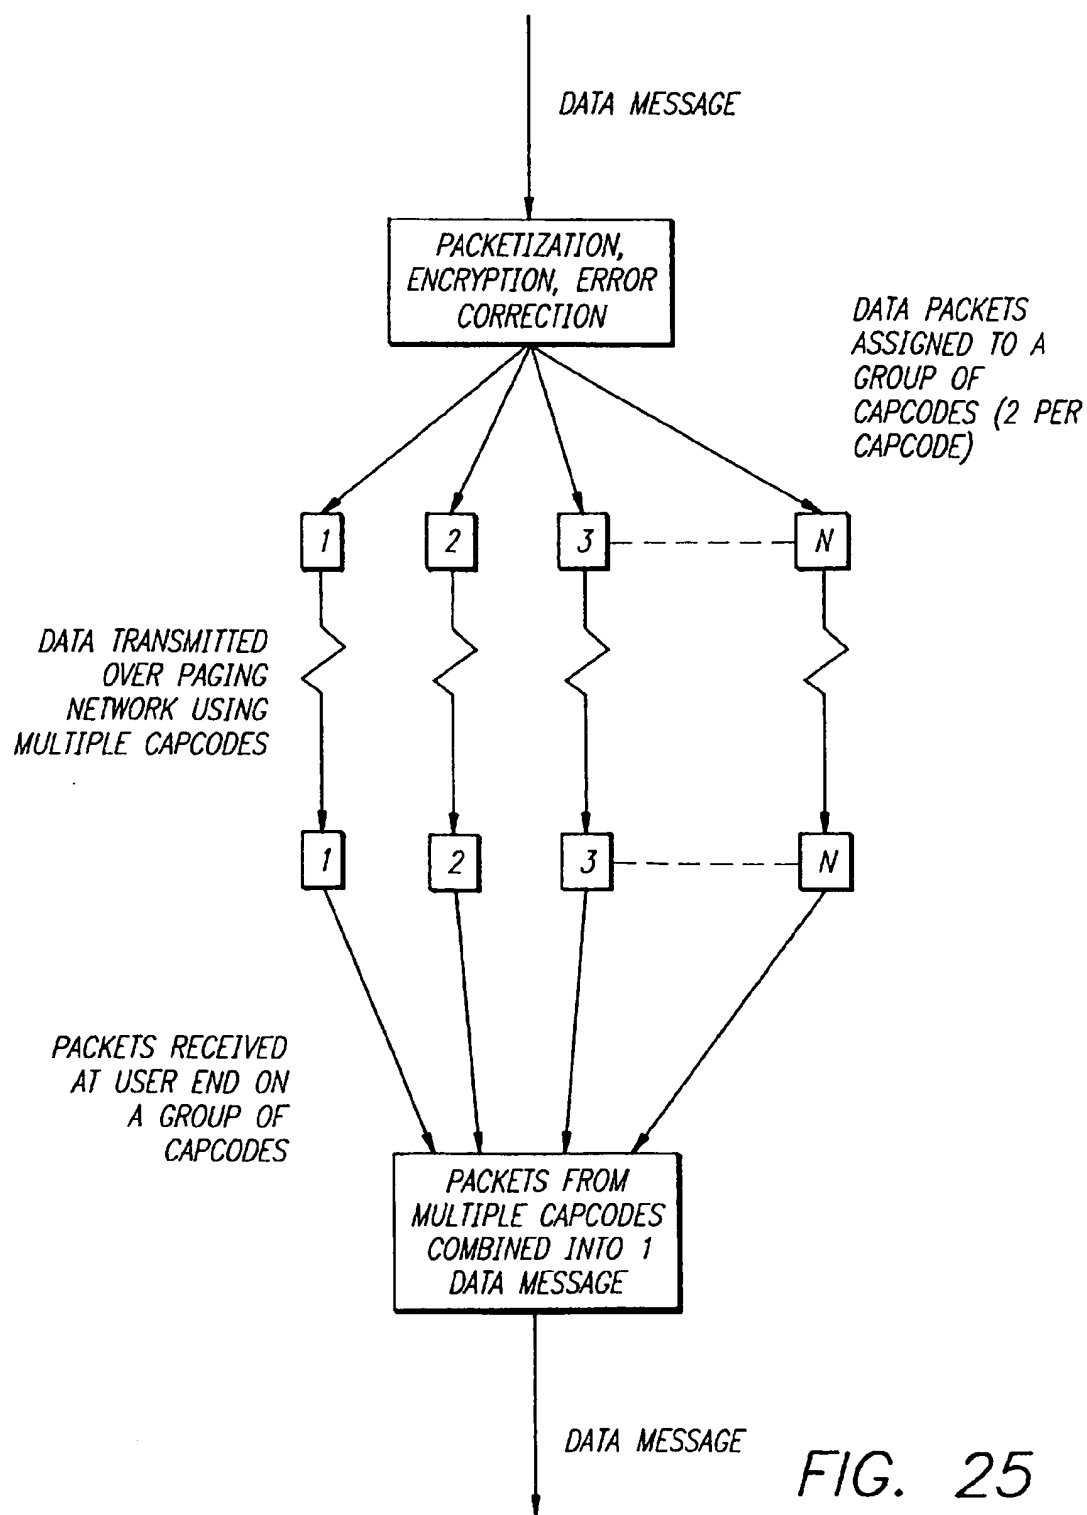 DATA MESSAGE
PACKETIZATION,
ENCRYPTION, ERROR
CORRECTION
DATA PACKETS
ASSIGNED TO A
GROUP OF
CAPCODES (2 PER
CAPCODE)
1 2 3 N
DATA TRANSMITTED
OVER PAGING
NETWORK USING
MULTIPLE CAPCODES
1 2 3 N
PACKETS RECEIVED
AT USER END ON
A GROUP OF
CAPCODES
PACKETS FROM
MULTIPLE CAPCODES
COMBINED INTO 1
DATA MESSAGE
DATA MESSAGE
FIG. 25